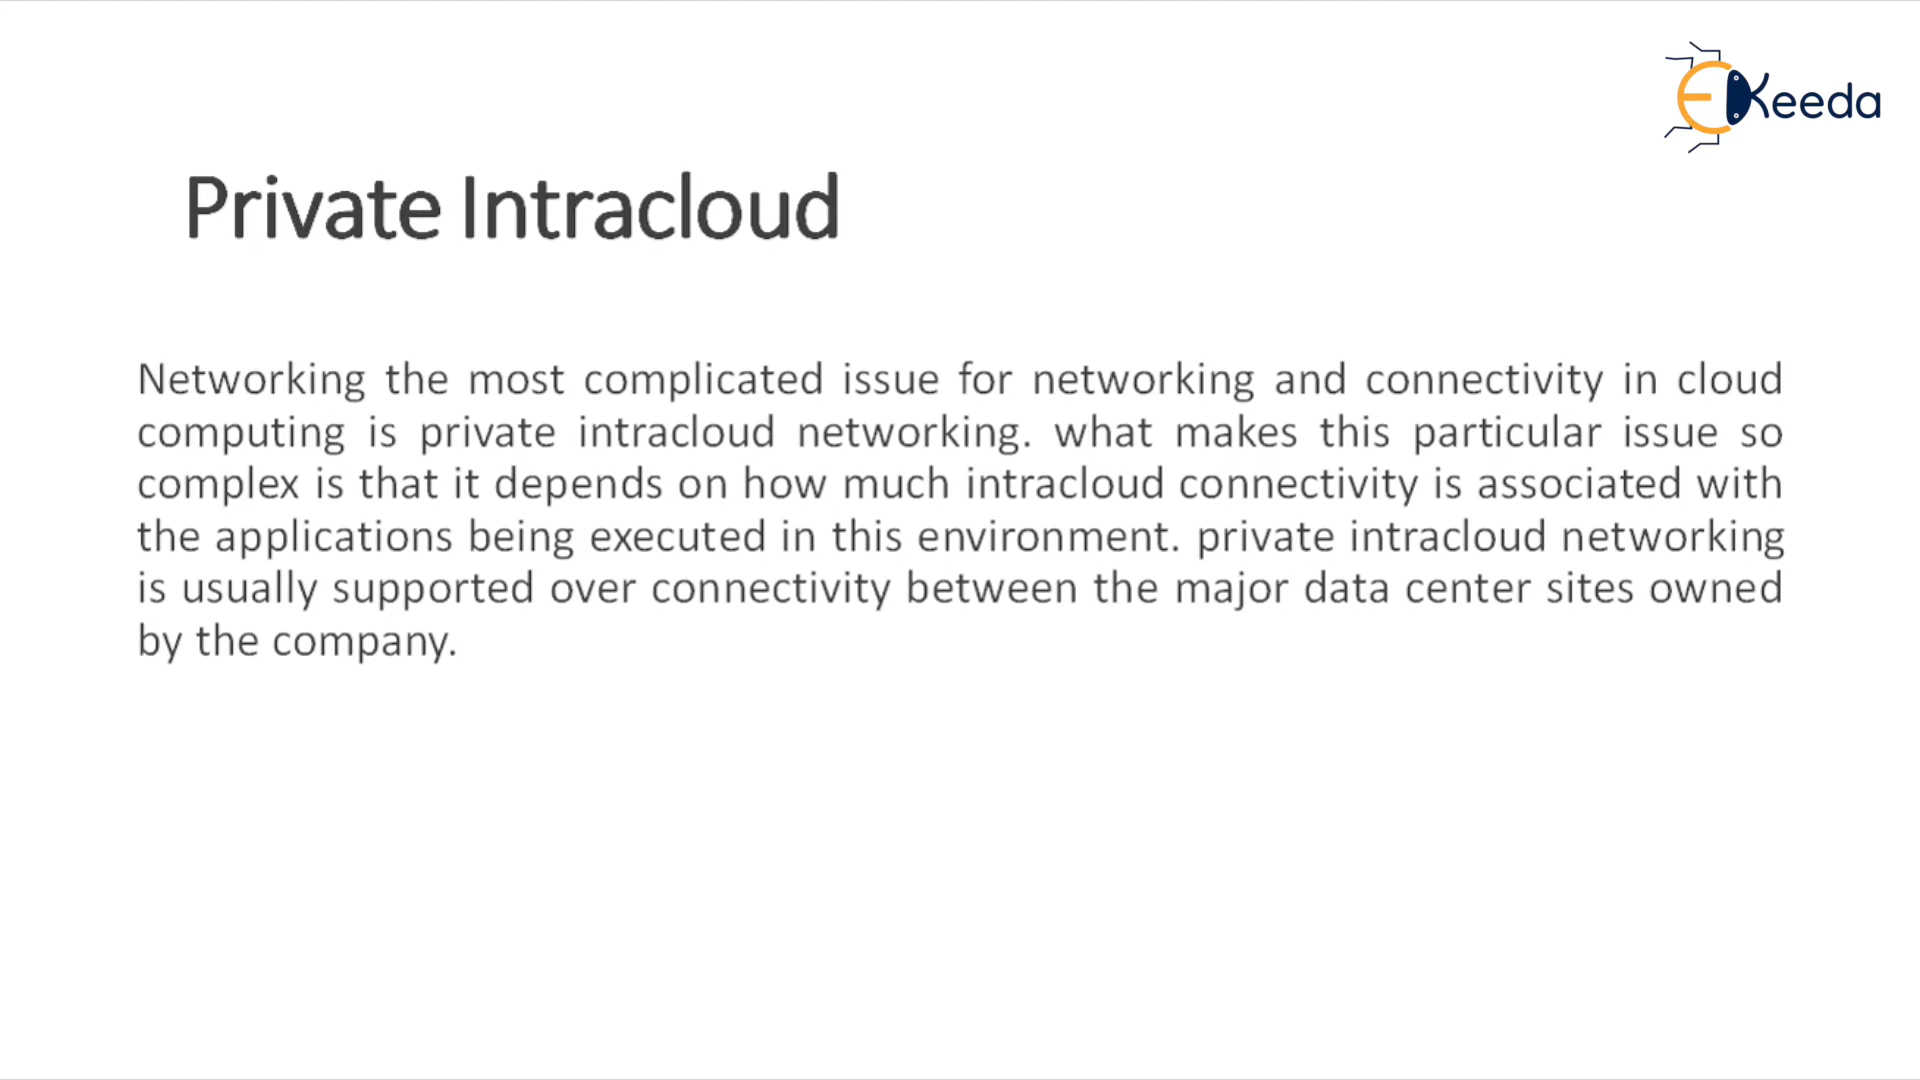 EKeeda
Private Intracloud
Networking the most complicated issue for networking and connectivity in cloud
computing is private intracloud networking. what makes this particular issue so
complex is that it depends on how much intracloud connectivity is associated with
the applications being executed in this environment. private intracloud networking
is usually supported over connectivity between the major data center sites owned
by the company.